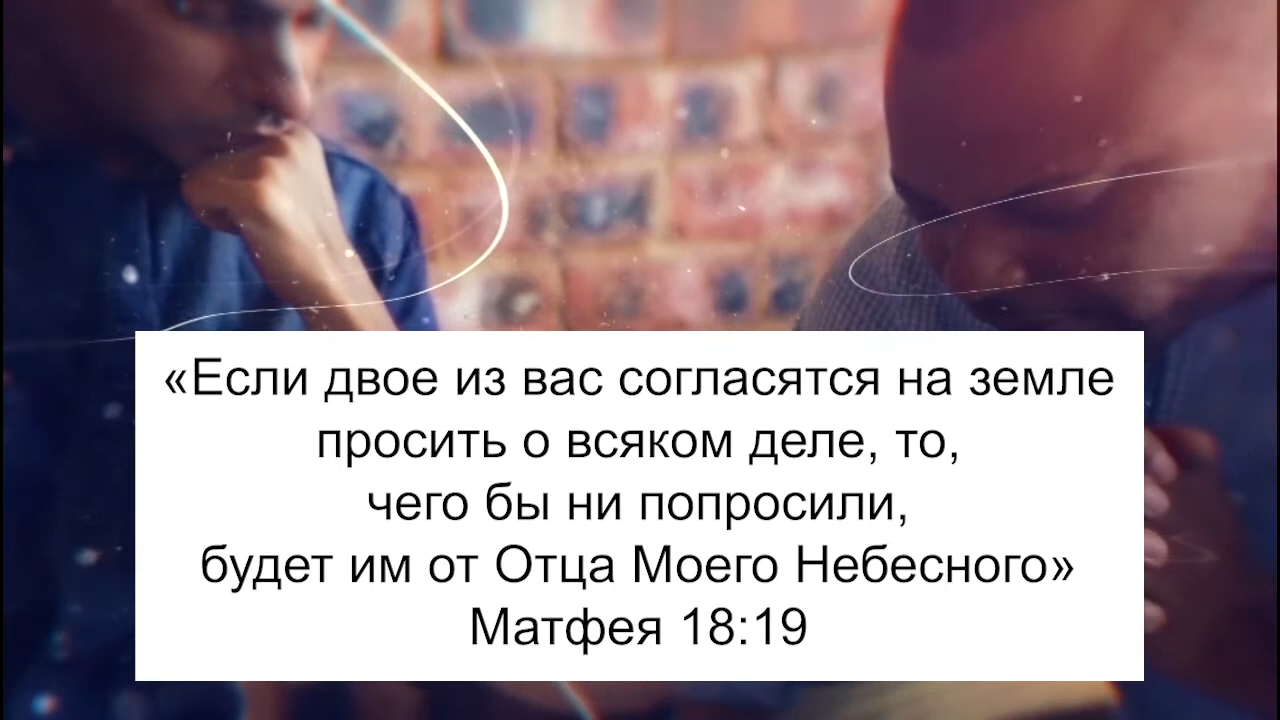 «Если двое из вас согласятся на земле
просить о всяком деле, то,
чего бы ни попросили,
будет им от Отца Моего Небесного»
Матфея 18:19